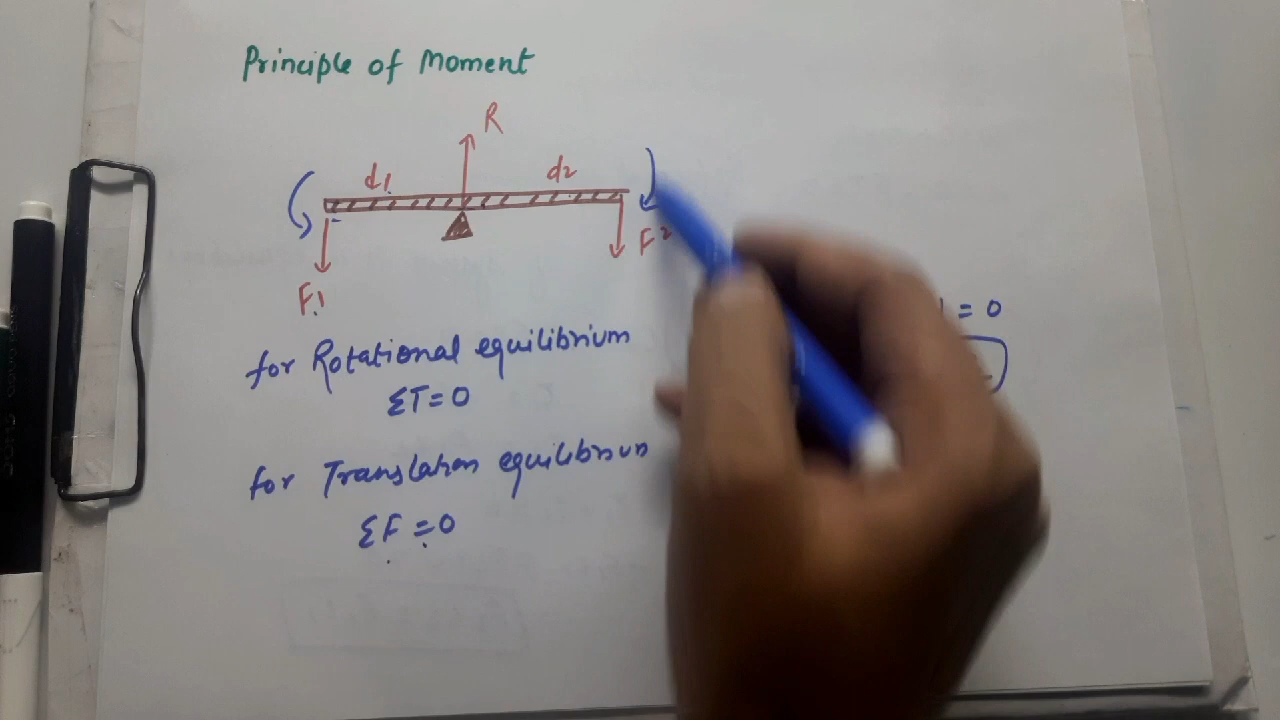 Principle of Moment
R
d1 d2
F1 F2
for Rotational equilibrium
ΣT=0
= 0
for Translation equilibrium
ΣF=0